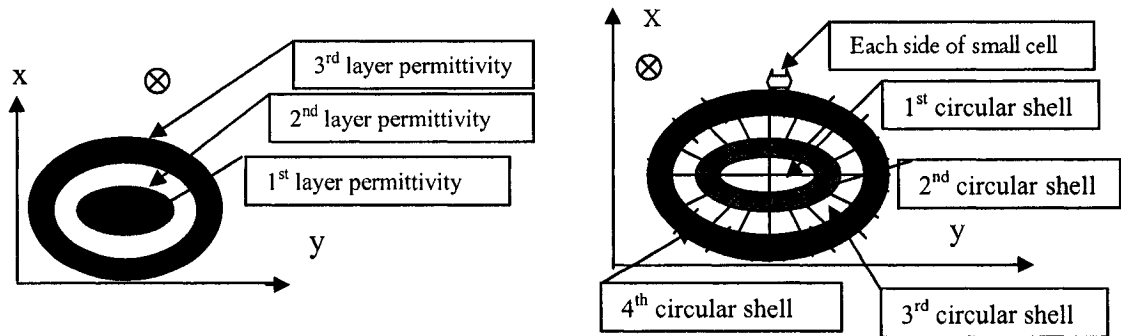 x
3rd layer permittivity
2nd layer permittivity
1st layer permittivity
y
x
Each side of small cell
1st circular shell
2nd circular shell
y
4th circular shell
3rd circular shell